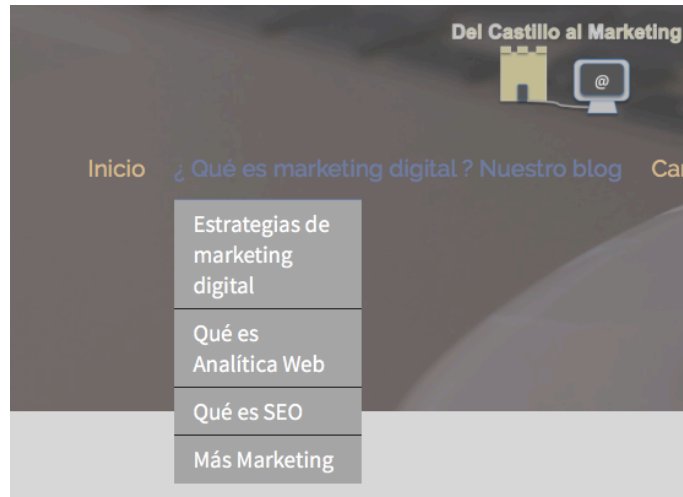 Del Castillo al Marketing
@
Inicio ¿ Qué es marketing digital ? Nuestro blog Ca
Estrategias de
marketing
digital
Qué es
Analítica Web
Qué es SEO
Más Marketing